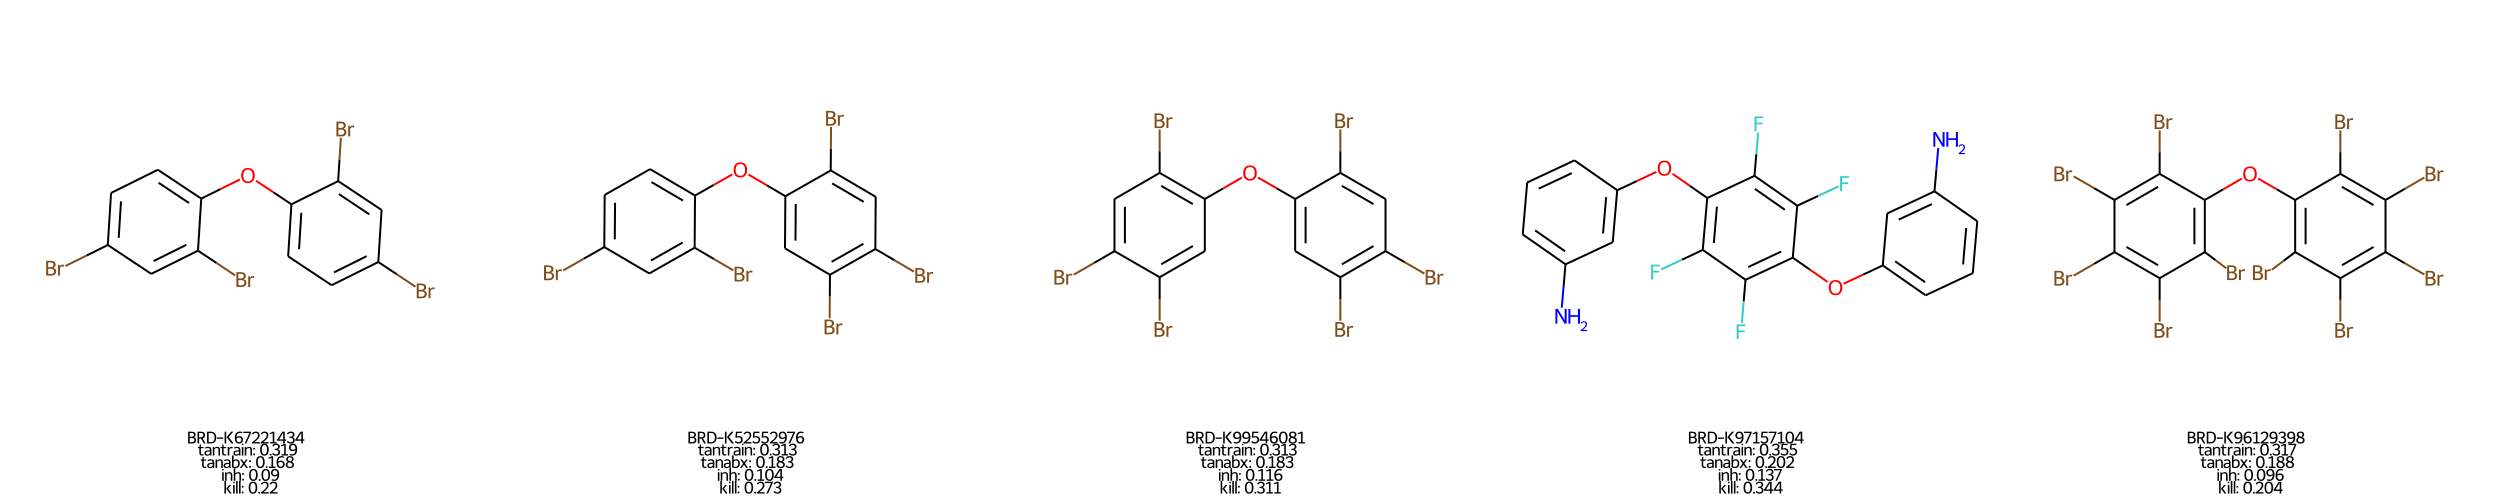 Br
O
Br
Br
Br
BRD-K67221434
tantrain: 0.319
tanabx: 0.168
inh: 0.09
kill: 0.22
Br
O
Br
Br
Br
Br
BRD-K52552976
tantrain: 0.313
tanabx: 0.183
inh: 0.104
kill: 0.273
Br
Br
O
Br
Br
Br
Br
BRD-K99546081
tantrain: 0.313
tanabx: 0.183
inh: 0.116
kill: 0.311
F
NH2
O
F
F
O
NH2
F
BRD-K97157104
tantrain: 0.355
tanabx: 0.202
inh: 0.137
kill: 0.344
Br
Br
Br
O
Br
Br
Br
Br
Br
Br
Br
BRD-K96129398
tantrain: 0.317
tanabx: 0.188
inh: 0.096
kill: 0.204